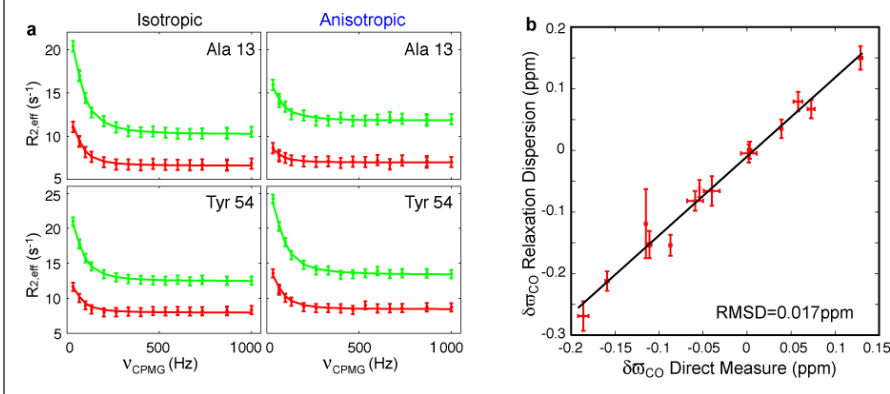 a
Isotropic
Anisotropic
Ala 13
Ala 13
20
15
10
5
R2,eff (s-1)
Tyr 54
Tyr 54
25
20
15
10
5
R2,eff (s-1)
0 500 1000
0 500 1000
νCPMG (Hz)
νCPMG (Hz)
b
0.2
0.1
0
-0.1
-0.2
-0.3
δϖCO Relaxation Dispersion (ppm)
RMSD=0.017ppm
-0.2 -0.15 -0.1 -0.05 0 0.05 0.1 0.15
δϖCO Direct Measure (ppm)